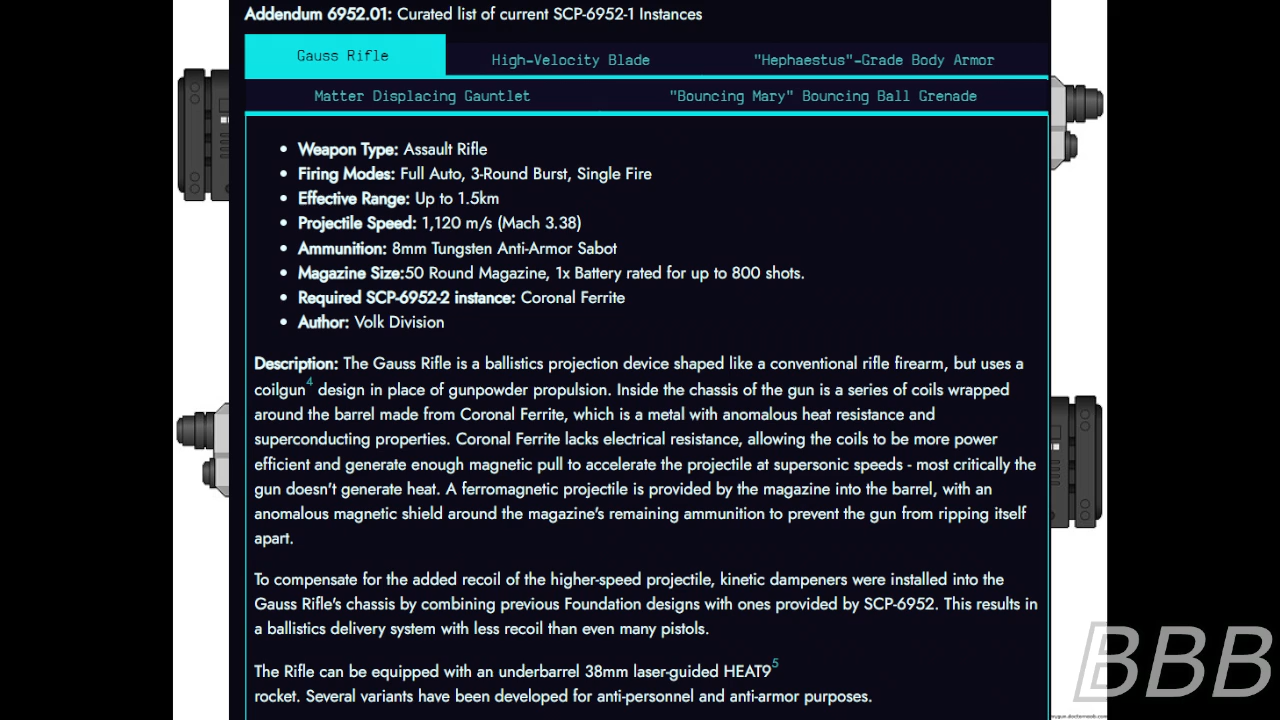 Addendum 6952.01: Curated list of current SCP-6952-1 Instances
Gauss Rifle
High-Velocity Blade
"Hephaestus"-Grade Body Armor
Matter Displacing Gauntlet
"Bouncing Mary" Bouncing Ball Grenade
• Weapon Type: Assault Rifle
• Firing Modes: Full Auto, 3-Round Burst, Single Fire
• Effective Range: Up to 1.5km
• Projectile Speed: 1,120 m/s (Mach 3.38)
• Ammunition: 8mm Tungsten Anti-Armor Sabot
• Magazine Size:50 Round Magazine, 1x Battery rated for up to 800 shots.
• Required SCP-6952-2 instance: Coronal Ferrite
• Author: Volk Division
Description: The Gauss Rifle is a ballistics projection device shaped like a conventional rifle firearm, but uses a
coilgun4 design in place of gunpowder propulsion. Inside the chassis of the gun is a series of coils wrapped
around the barrel made from Coronal Ferrite, which is a metal with anomalous heat resistance and
superconducting properties. Coronal Ferrite lacks electrical resistance, allowing the coils to be more power
efficient and generate enough magnetic pull to accelerate the projectile at supersonic speeds - most critically the
gun doesn't generate heat. A ferromagnetic projectile is provided by the magazine into the barrel, with an
anomalous magnetic shield around the magazine's remaining ammunition to prevent the gun from ripping itself
apart.
To compensate for the added recoil of the higher-speed projectile, kinetic dampeners were installed into the
Gauss Rifle's chassis by combining previous Foundation designs with ones provided by SCP-6952. This results in
a ballistics delivery system with less recoil than even many pistols.
The Rifle can be equipped with an underbarrel 38mm laser-guided HEAT95
rocket. Several variants have been developed for anti-personnel and anti-armor purposes.
BBB